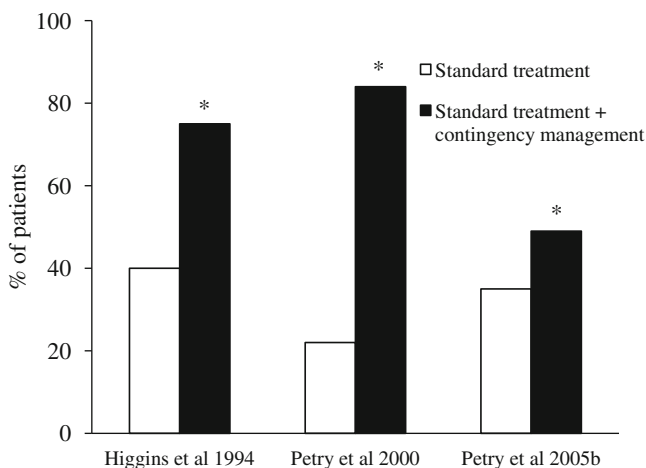 100
80
60
40
20
0
% of patients
Standard treatment
Standard treatment +
contingency management
*
*
*
Higgins et al 1994
Petry et al 2000
Petry et al 2005b